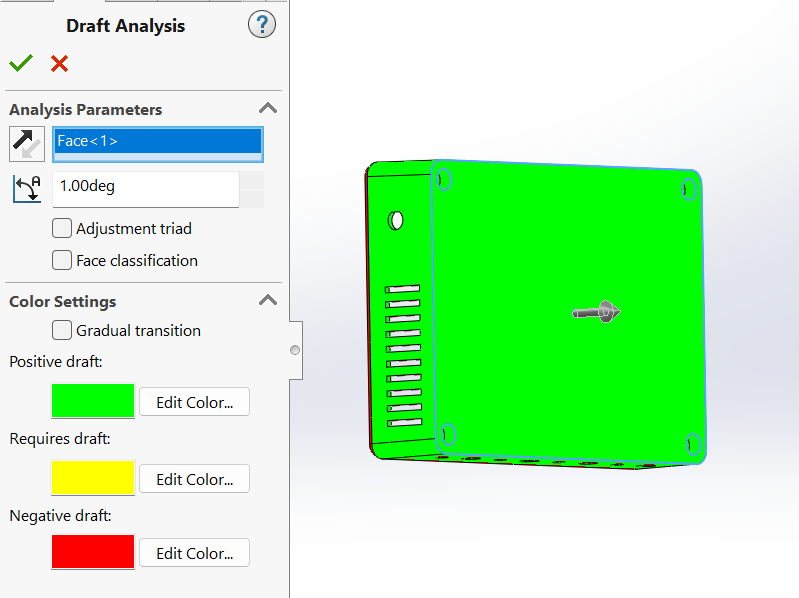 Draft Analysis
?
Analysis Parameters
Face<1>
A
1.00deg
Adjustment triad
Face classification
Color Settings
Gradual transition
Positive draft:
Edit Color...
Requires draft:
Edit Color...
Negative draft:
Edit Color...